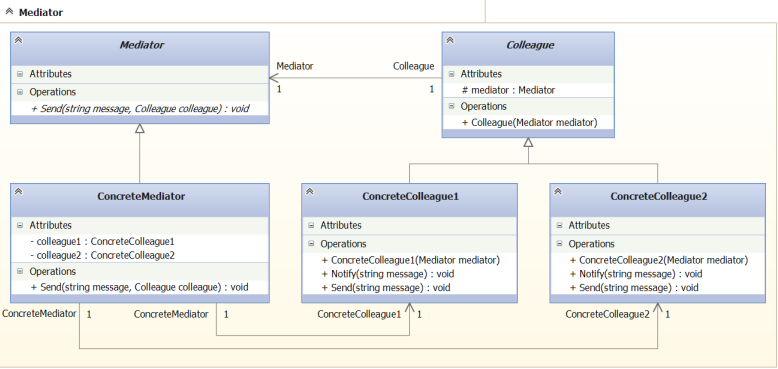 Mediator
Mediator
Attributes
Operations
+ Send(string message, Colleague colleague) : void
Mediator
Colleague
1
1
Colleague
Attributes
# mediator : Mediator
Operations
+ Colleague(Mediator mediator)
ConcreteMediator
Attributes
- colleague1 : ConcreteColleague1
- colleague2 : ConcreteColleague2
Operations
+ Send(string message, Colleague colleague) : void
ConcreteColleague1
Attributes
Operations
+ ConcreteColleague1(Mediator mediator)
+ Notify(string message) : void
+ Send(string message) : void
ConcreteColleague2
Attributes
Operations
+ ConcreteColleague2(Mediator mediator)
+ Notify(string message) : void
+ Send(string message) : void
ConcreteMediator
1
ConcreteMediator
1
ConcreteColleague1
1
ConcreteColleague2
1